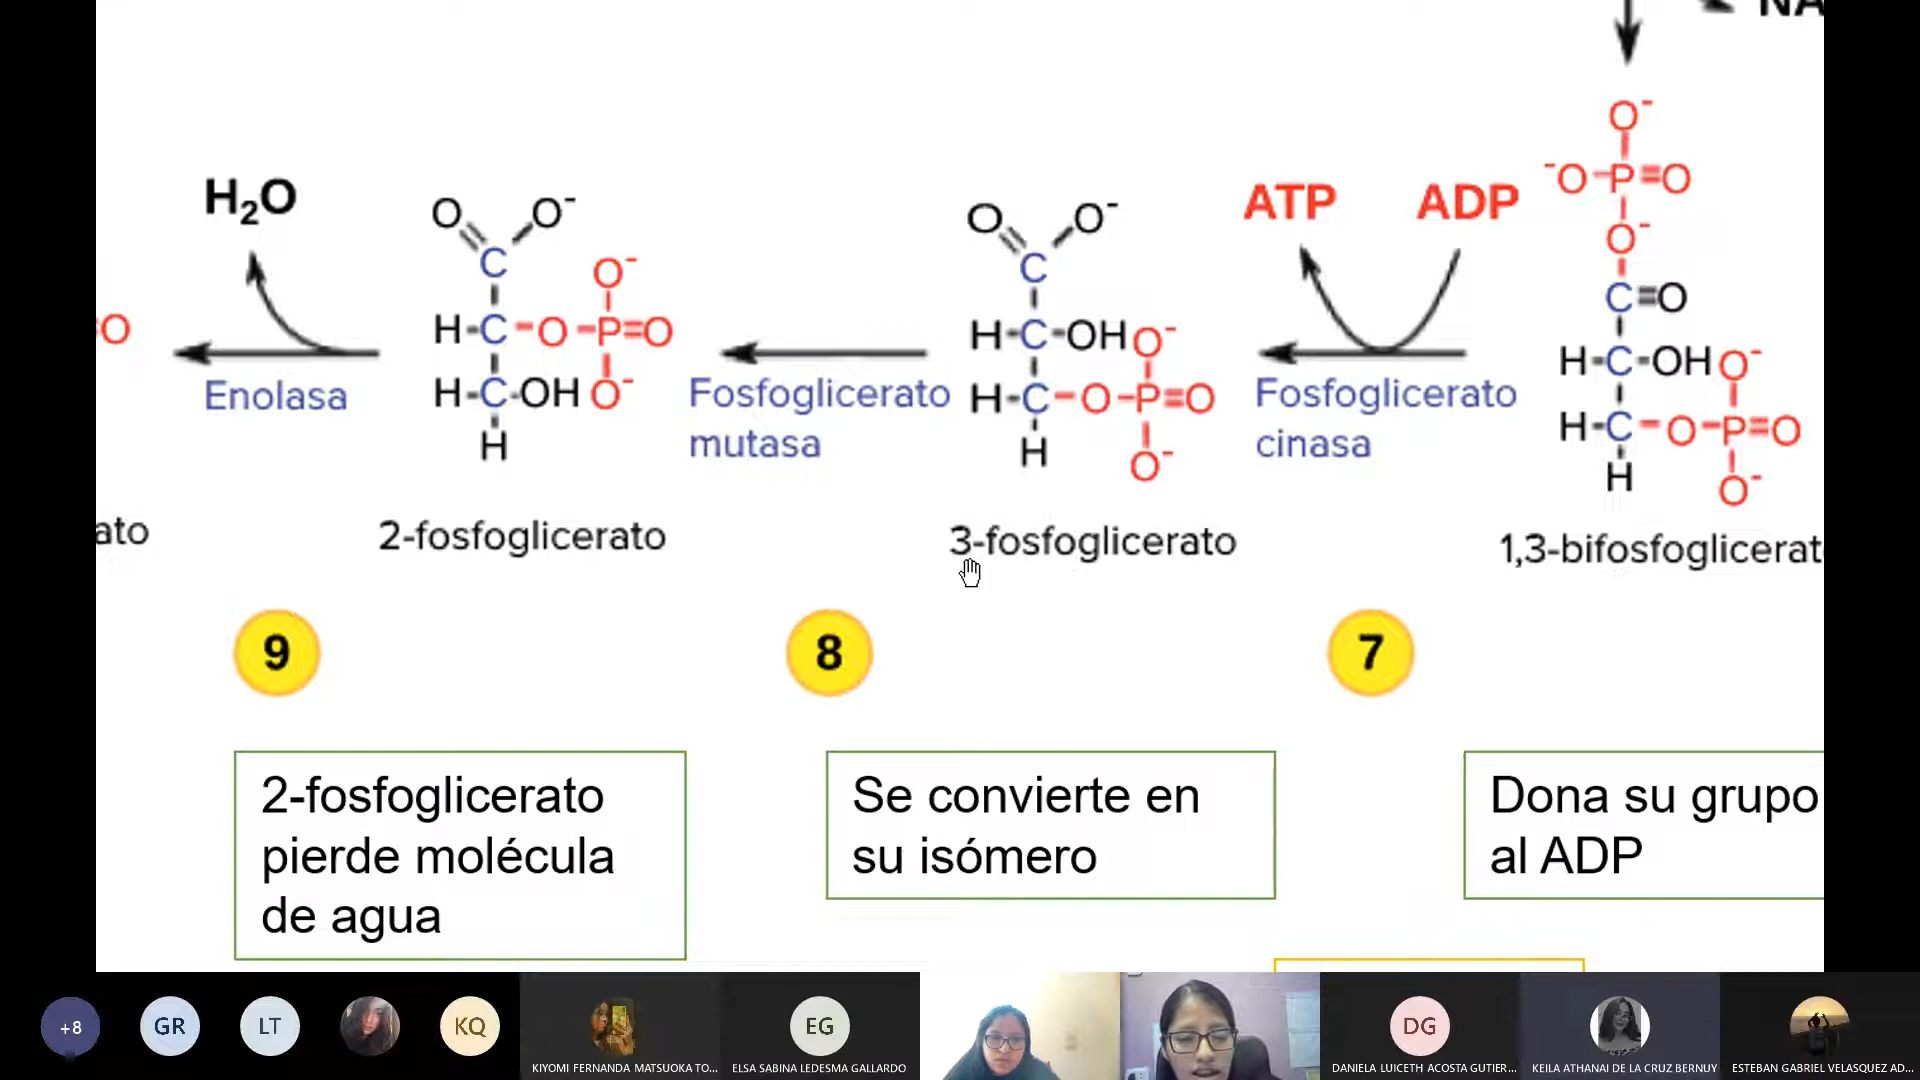 NA
O⁻
⁻O-P=O
O⁻
C=O
H-C-OH O⁻
H-C-O-P=O
H O⁻
1,3-bifosfoglicerat
ATP ADP
Fosfoglicerato
cinasa
O O⁻
C
H-C-OH O⁻
H-C-O-P=O
H O⁻
3-fosfoglicerato
Fosfoglicerato
mutasa
O O⁻
C O⁻
H-C-O-P=O
H-C-OH O⁻
H
2-fosfoglicerato
H₂O
Enolasa
O
ato
9
8
7
2-fosfoglicerato
pierde molécula
de agua
Se convierte en
su isómero
Dona su grupo
al ADP
+8
GR
LT
KQ
KIYOMI FERNANDA MATSUOKA TO...
EG
ELSA SABINA LEDESMA GALLARDO
DG
DANIELA LUICETH ACOSTA GUTIER...
KEILA ATHANAI DE LA CRUZ BERNUY
ESTEBAN GABRIEL VELASQUEZ AD...